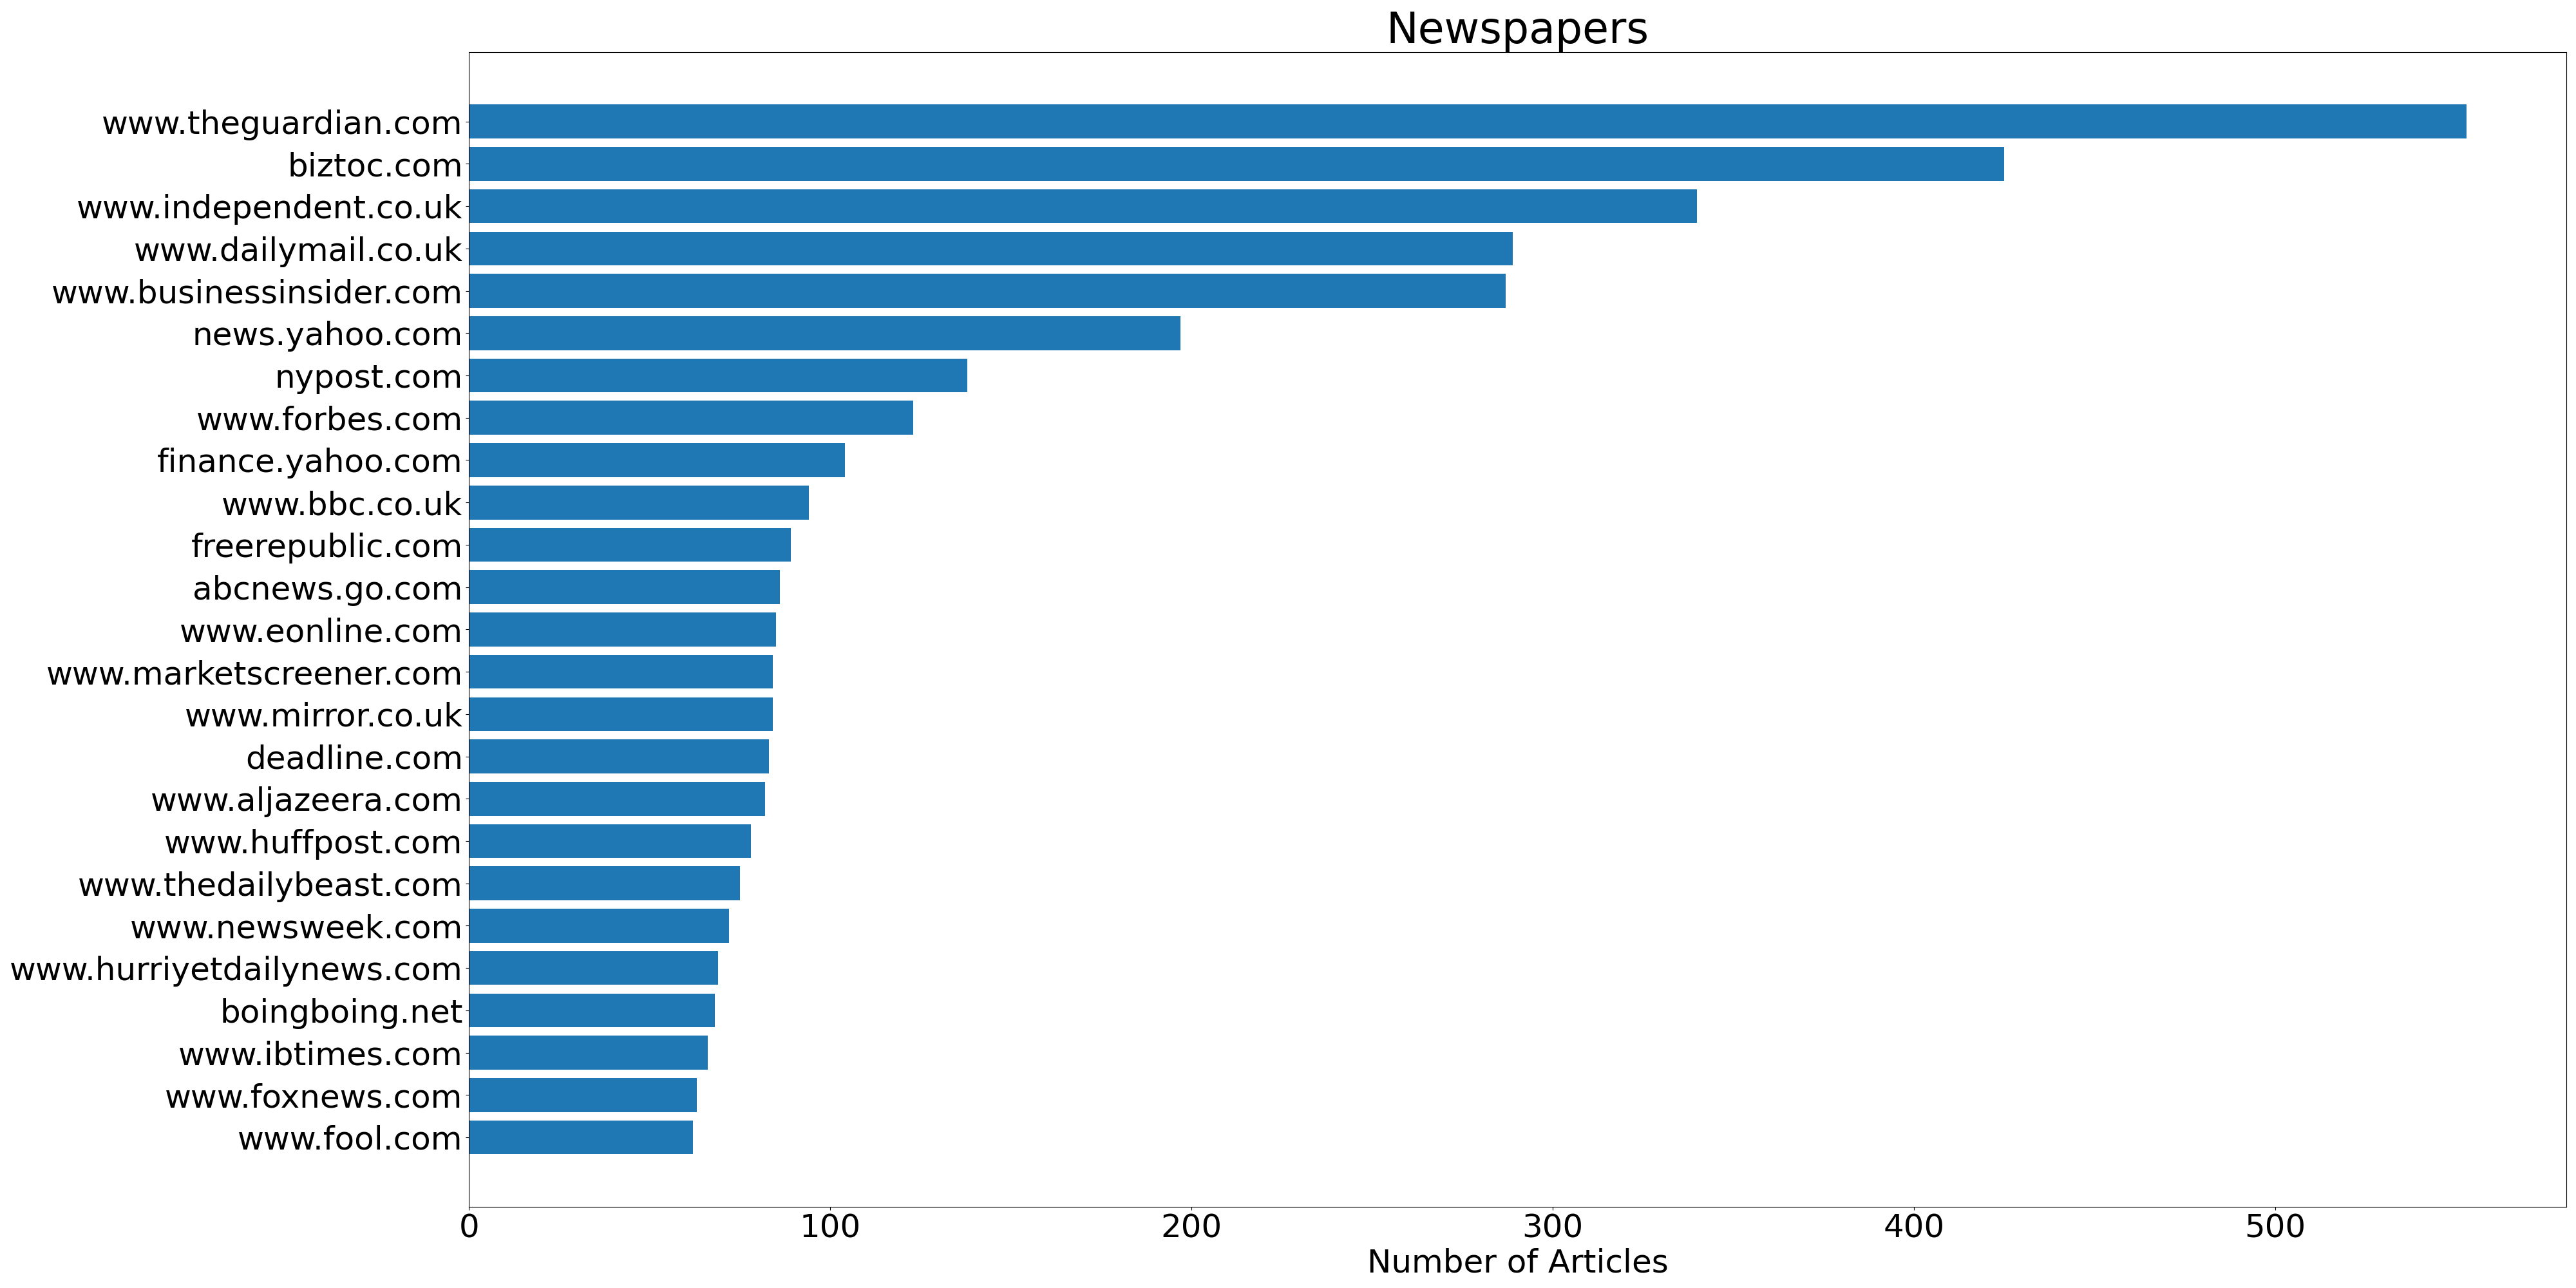 Newspapers
www.theguardian.com
biztoc.com
www.independent.co.uk
www.dailymail.co.uk
www.businessinsider.com
news.yahoo.com
nypost.com
www.forbes.com
finance.yahoo.com
www.bbc.co.uk
freerepublic.com
abcnews.go.com
www.eonline.com
www.marketscreener.com
www.mirror.co.uk
deadline.com
www.aljazeera.com
www.huffpost.com
www.thedailybeast.com
www.newsweek.com
www.hurriyetdailynews.com
boingboing.net
www.ibtimes.com
www.foxnews.com
www.fool.com
0 100 200 300 400 500
Number of Articles